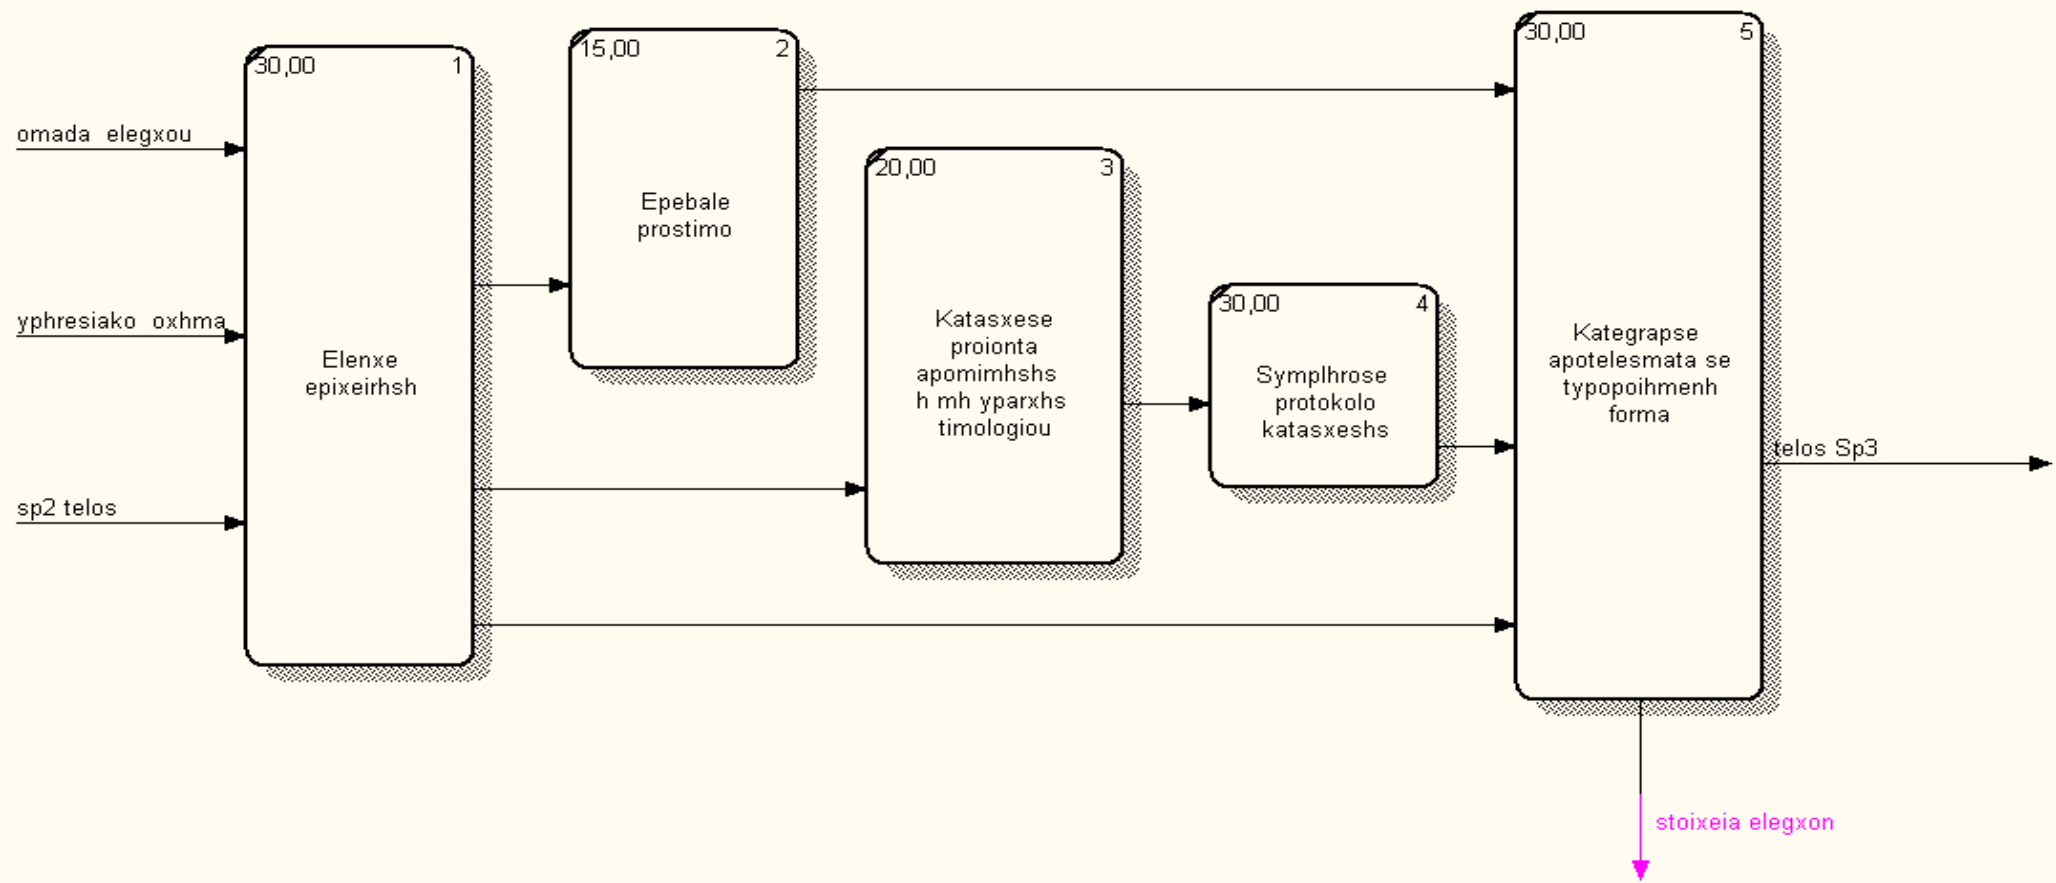 omada elegxou
yphresiako oxhma
sp2 telos
30,00 1
Elenxe
epixeirhsh
15,00 2
Epebale
prostimo
20,00 3
Katasxese
proionta
apomimhshs
h mh yparxhs
timologiou
30,00 4
Symplhrose
protokolo
katasxeshs
30,00 5
Kategrapse
apotelesmata se
typopoihmenh
forma
telos Sp3
stoixeia elegxon